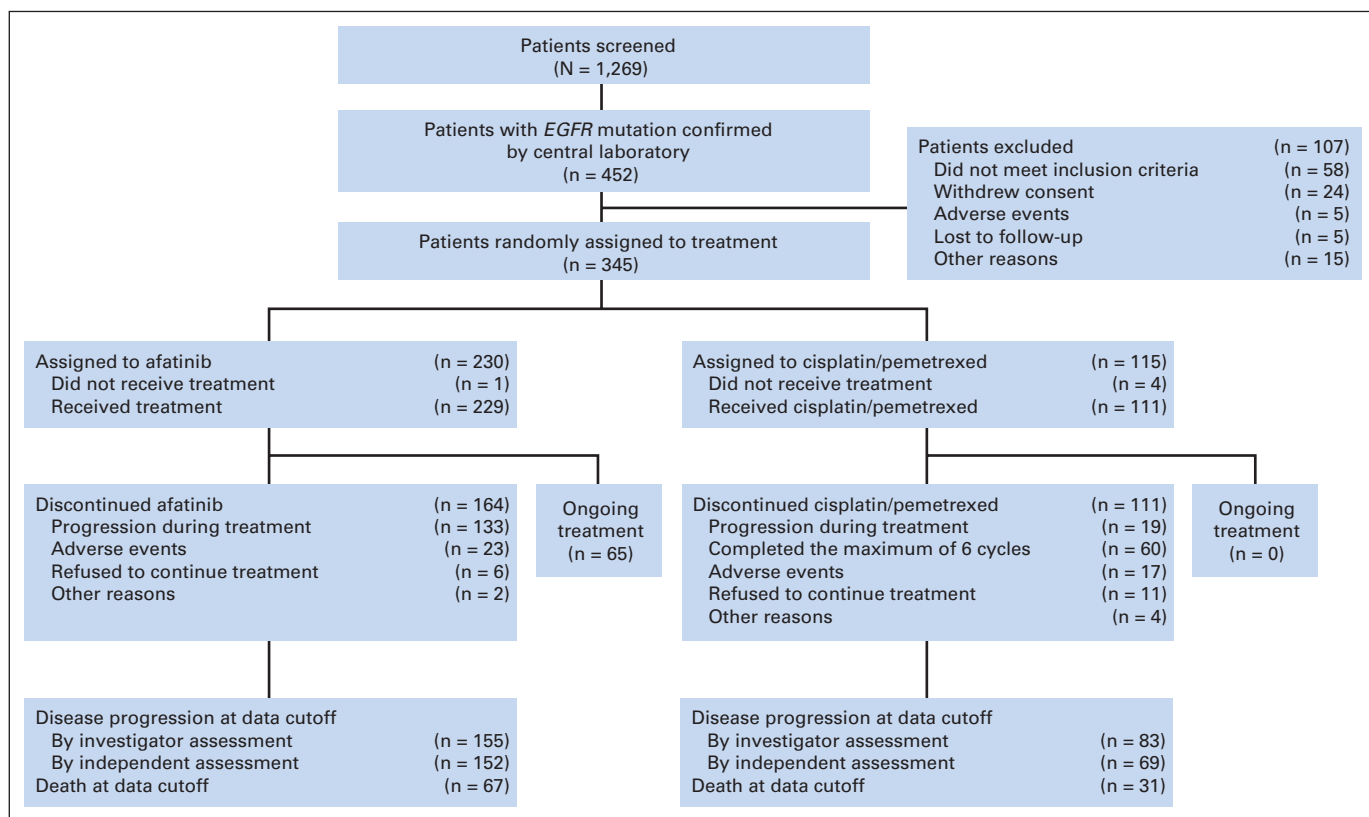 Patients screened
(N = 1,269)
Patients with EGFR mutation confirmed
by central laboratory
(n = 452)
Patients excluded (n = 107)
Did not meet inclusion criteria (n = 58)
Withdrew consent (n = 24)
Adverse events (n = 5)
Lost to follow-up (n = 5)
Other reasons (n = 15)
Patients randomly assigned to treatment
(n = 345)
Assigned to afatinib (n = 230)
Did not receive treatment (n = 1)
Received treatment (n = 229)
Assigned to cisplatin/pemetrexed (n = 115)
Did not receive treatment (n = 4)
Received cisplatin/pemetrexed (n = 111)
Discontinued afatinib (n = 164)
Progression during treatment (n = 133)
Adverse events (n = 23)
Refused to continue treatment (n = 6)
Other reasons (n = 2)
Ongoing
treatment
(n = 65)
Discontinued cisplatin/pemetrexed (n = 111)
Progression during treatment (n = 19)
Completed the maximum of 6 cycles (n = 60)
Adverse events (n = 17)
Refused to continue treatment (n = 11)
Other reasons (n = 4)
Ongoing
treatment
(n = 0)
Disease progression at data cutoff
By investigator assessment (n = 155)
By independent assessment (n = 152)
Death at data cutoff (n = 67)
Disease progression at data cutoff
By investigator assessment (n = 83)
By independent assessment (n = 69)
Death at data cutoff (n = 31)